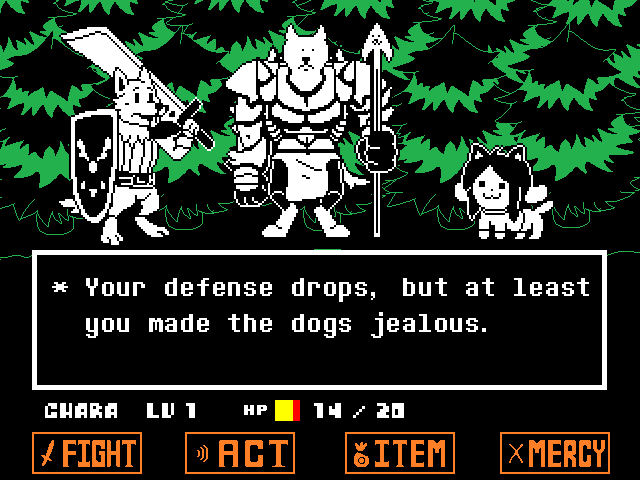 * Your defense drops, but at least
you made the dogs jealous.
CHARA LV 1 HP 14 / 20
FIGHT ACT ITEM MERCY